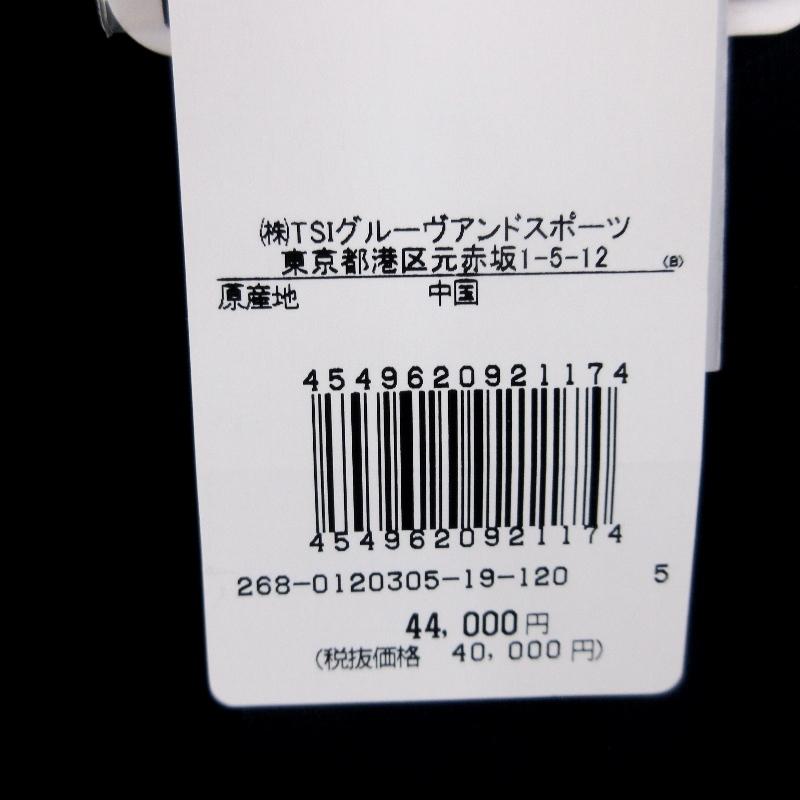 ㈱TSIグルーヴアンドスポーツ
東京都港区元赤坂1-5-12 (B)
原産地 中国
4549620921174
4549620921174
268-0120305-19-120 5
44,000円
(税抜価格 40,000円)